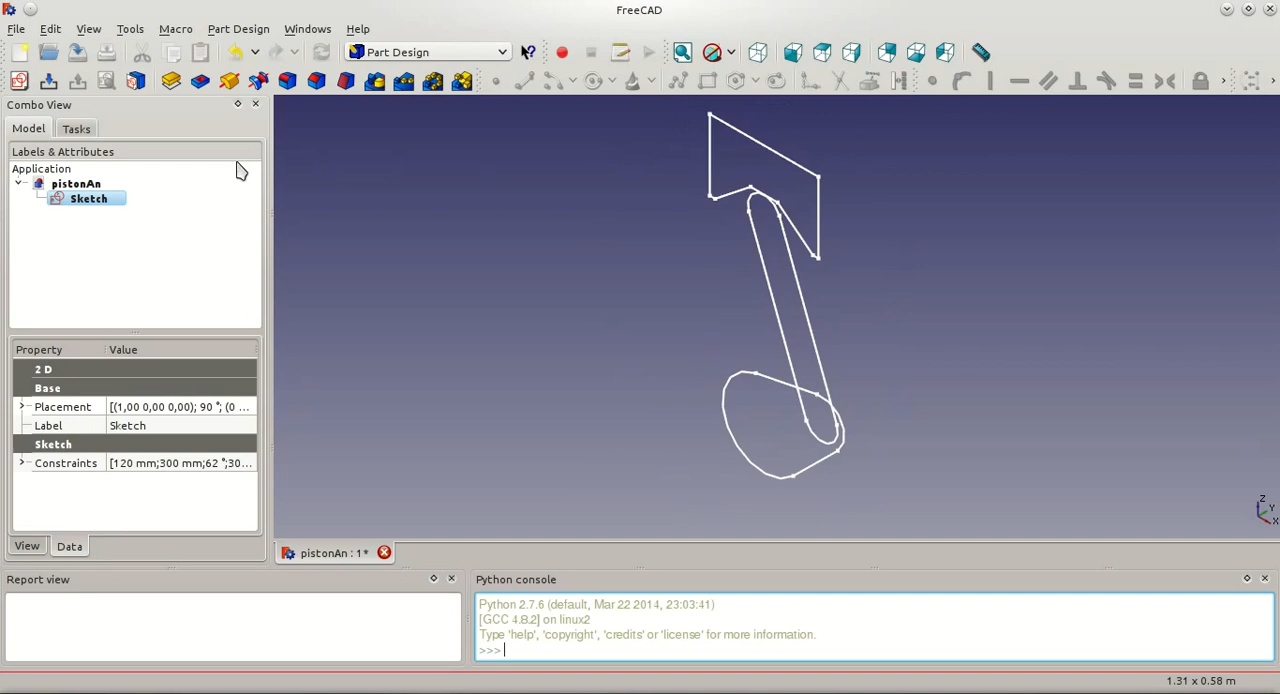 FreeCAD
File Edit View Tools Macro Part Design Windows Help
Part Design
Combo View
Model Tasks
Labels & Attributes
Application
pistonAn
Sketch
Property Value
2 D
Base
Placement [(1,00 0,00 0,00); 90 °; (0 ...
Label Sketch
Sketch
Constraints [120 mm;300 mm;62 °;30...
View Data
pistonAn : 1*
Report view
Python console
Python 2.7.6 (default, Mar 22 2014, 23:03:41)
[GCC 4.8.2] on linux2
Type 'help', 'copyright', 'credits' or 'license' for more information.
>>>
Z
Y
X
1.31 x 0.58 m